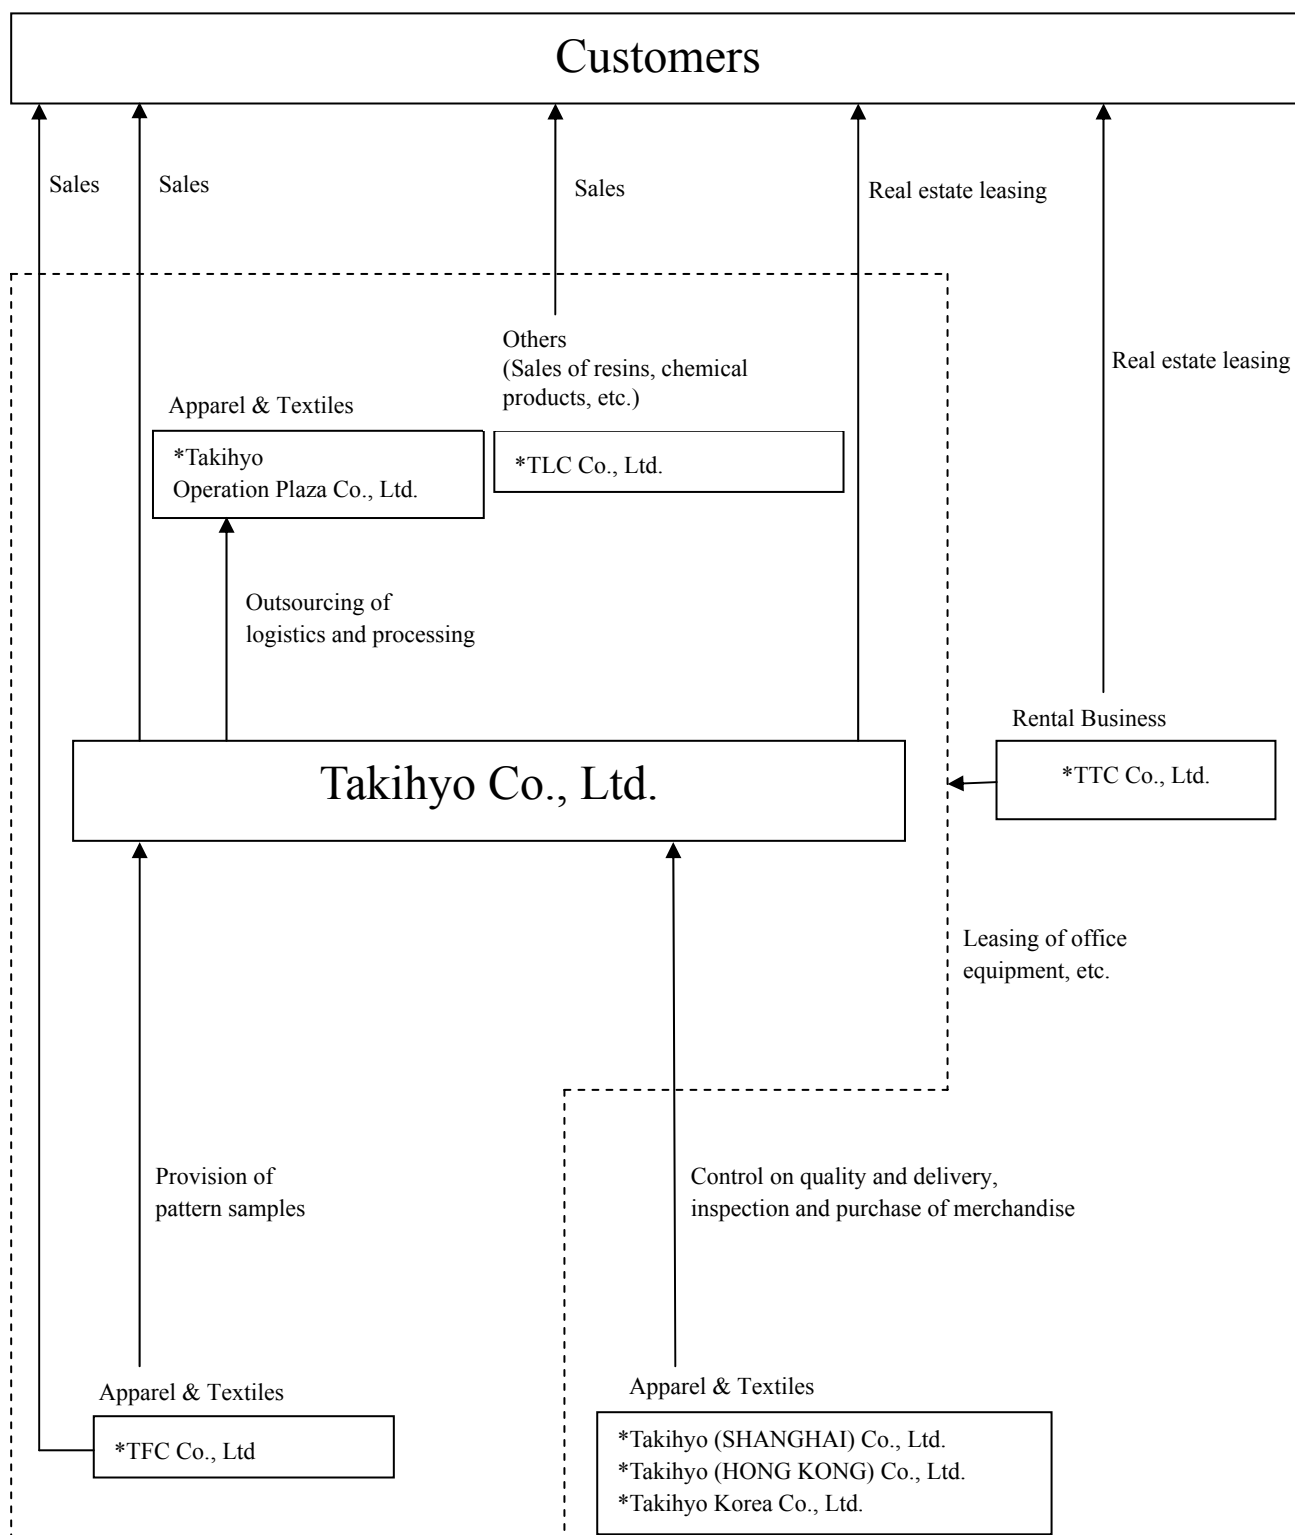 Customers
Sales
Sales
Sales
Real estate leasing
Others
(Sales of resins, chemical
products, etc.)
Real estate leasing
Apparel & Textiles
*Takihyo
Operation Plaza Co., Ltd.
*TLC Co., Ltd.
Outsourcing of
logistics and processing
Rental Business
Takihyo Co., Ltd.
*TTC Co., Ltd.
Leasing of office
equipment, etc.
Provision of
pattern samples
Control on quality and delivery,
inspection and purchase of merchandise
Apparel & Textiles
*TFC Co., Ltd
Apparel & Textiles
*Takihyo (SHANGHAI) Co., Ltd.
*Takihyo (HONG KONG) Co., Ltd.
*Takihyo Korea Co., Ltd.